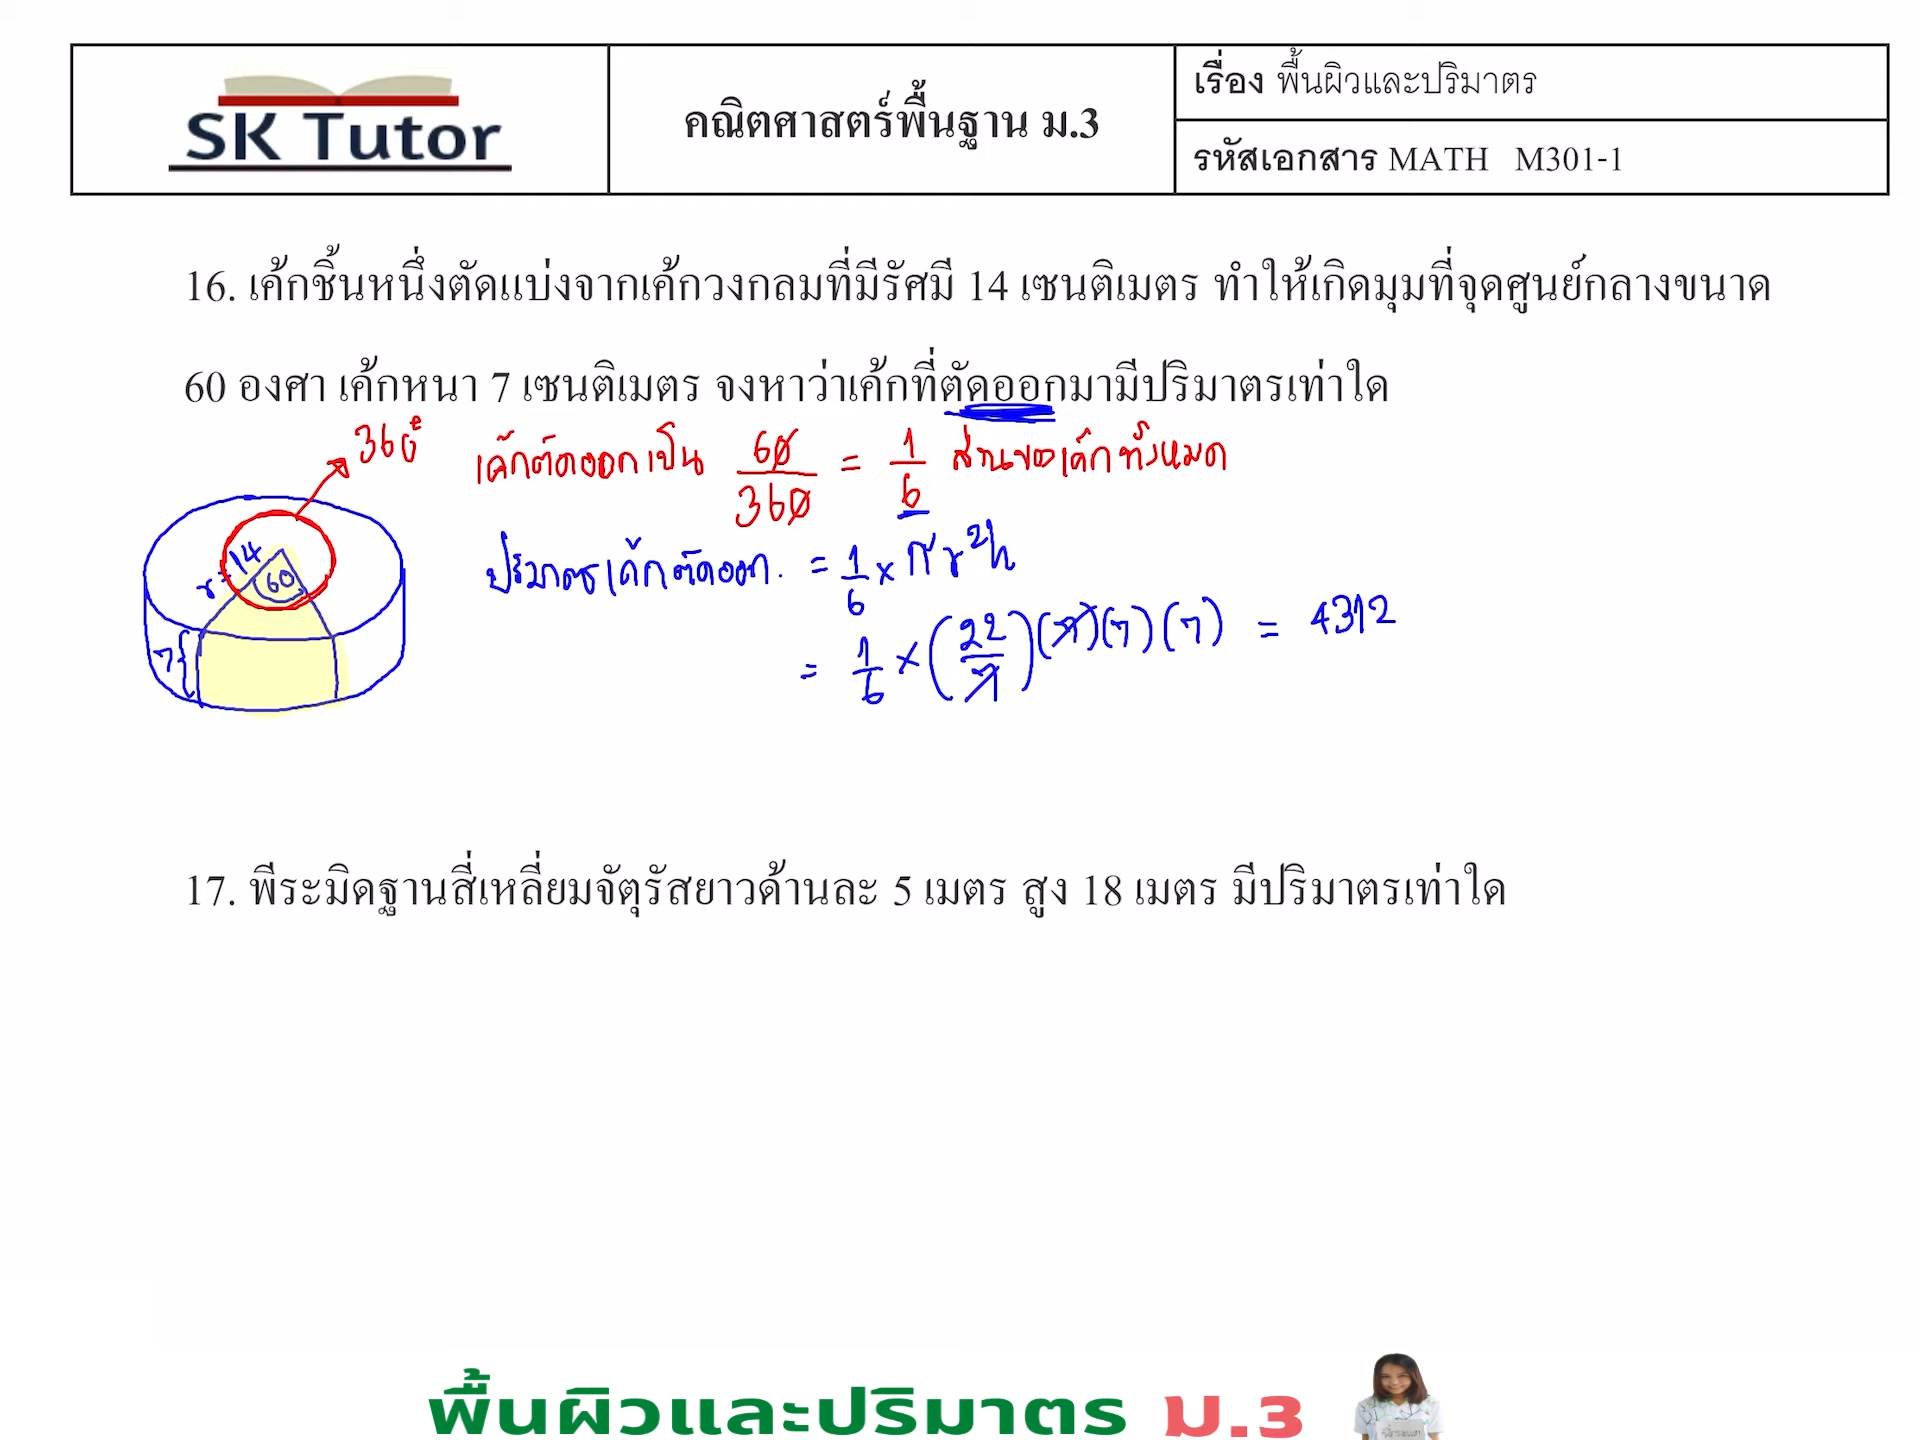 SK Tutor
คณิตศาสตร์พื้นฐาน ม.3
เรื่อง พื้นผิวและปริมาตร
รหัสเอกสาร MATH M301-1
16. เค้กชิ้นหนึ่งตัดแบ่งจากเค้กวงกลมที่มีรัศมี 14 เซนติเมตร ทำให้เกิดมุมที่จุดศูนย์กลางขนาด
60 องศา เค้กหนา 7 เซนติเมตร จงหาว่าเค้กที่ตัดออกมามีปริมาตรเท่าใด
360° เค้กตัดออกเป็น 60/360 = 1/6 ส่วนของเค้กทั้งหมด
r=14
60
7
ปริมาตรเค้กตัดออก = 1/6 × πr²h
= 1/6 × (22/7)(7)(7)(7) = 4312
17. พีระมิดฐานสี่เหลี่ยมจัตุรัสยาวด้านละ 5 เมตร สูง 18 เมตร มีปริมาตรเท่าใด
พื้นผิวและปริมาตร ม.3